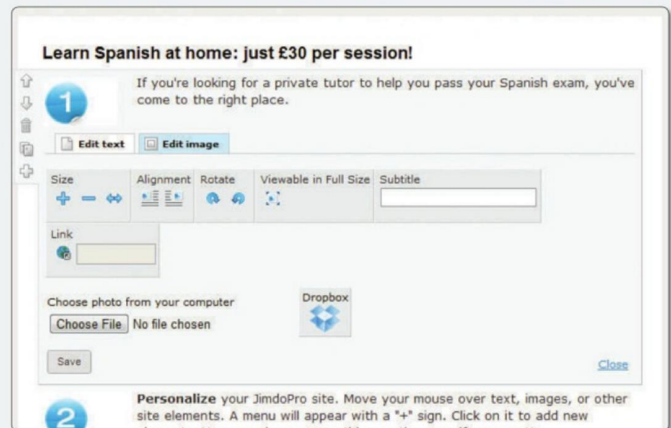 Learn Spanish at home: just £30 per session!
1
If you're looking for a private tutor to help you pass your Spanish exam, you've
come to the right place.
Edit text Edit image
Size Alignment Rotate Viewable in Full Size Subtitle
Link
Choose photo from your computer
Dropbox
Choose File No file chosen
Save Close
2
Personalize your JimdoPro site. Move your mouse over text, images, or other
site elements. A menu will appear with a "+" sign. Click on it to add new